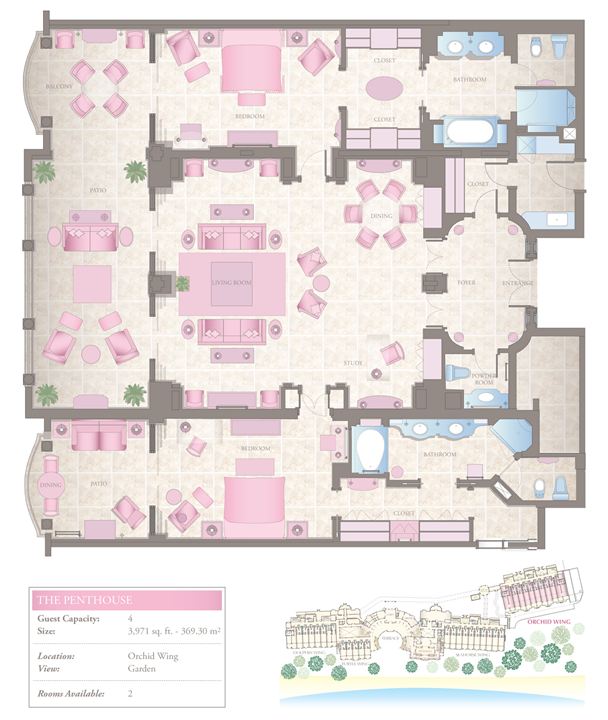 CLOSET
BATHROOM
BALCONY
BEDROOM
CLOSET
CLOSET
PATIO
DINING
LIVING ROOM
FOYER
ENTRANCE
STUDY
POWDER
ROOM
BEDROOM
BATHROOM
DINING
PATIO
CLOSET
THE PENTHOUSE
Guest Capacity: 4
Size: 3,971 sq. ft. - 369.30 m²
Location: Orchid Wing
View: Garden
Rooms Available: 2
ORCHID WING
TERRACE